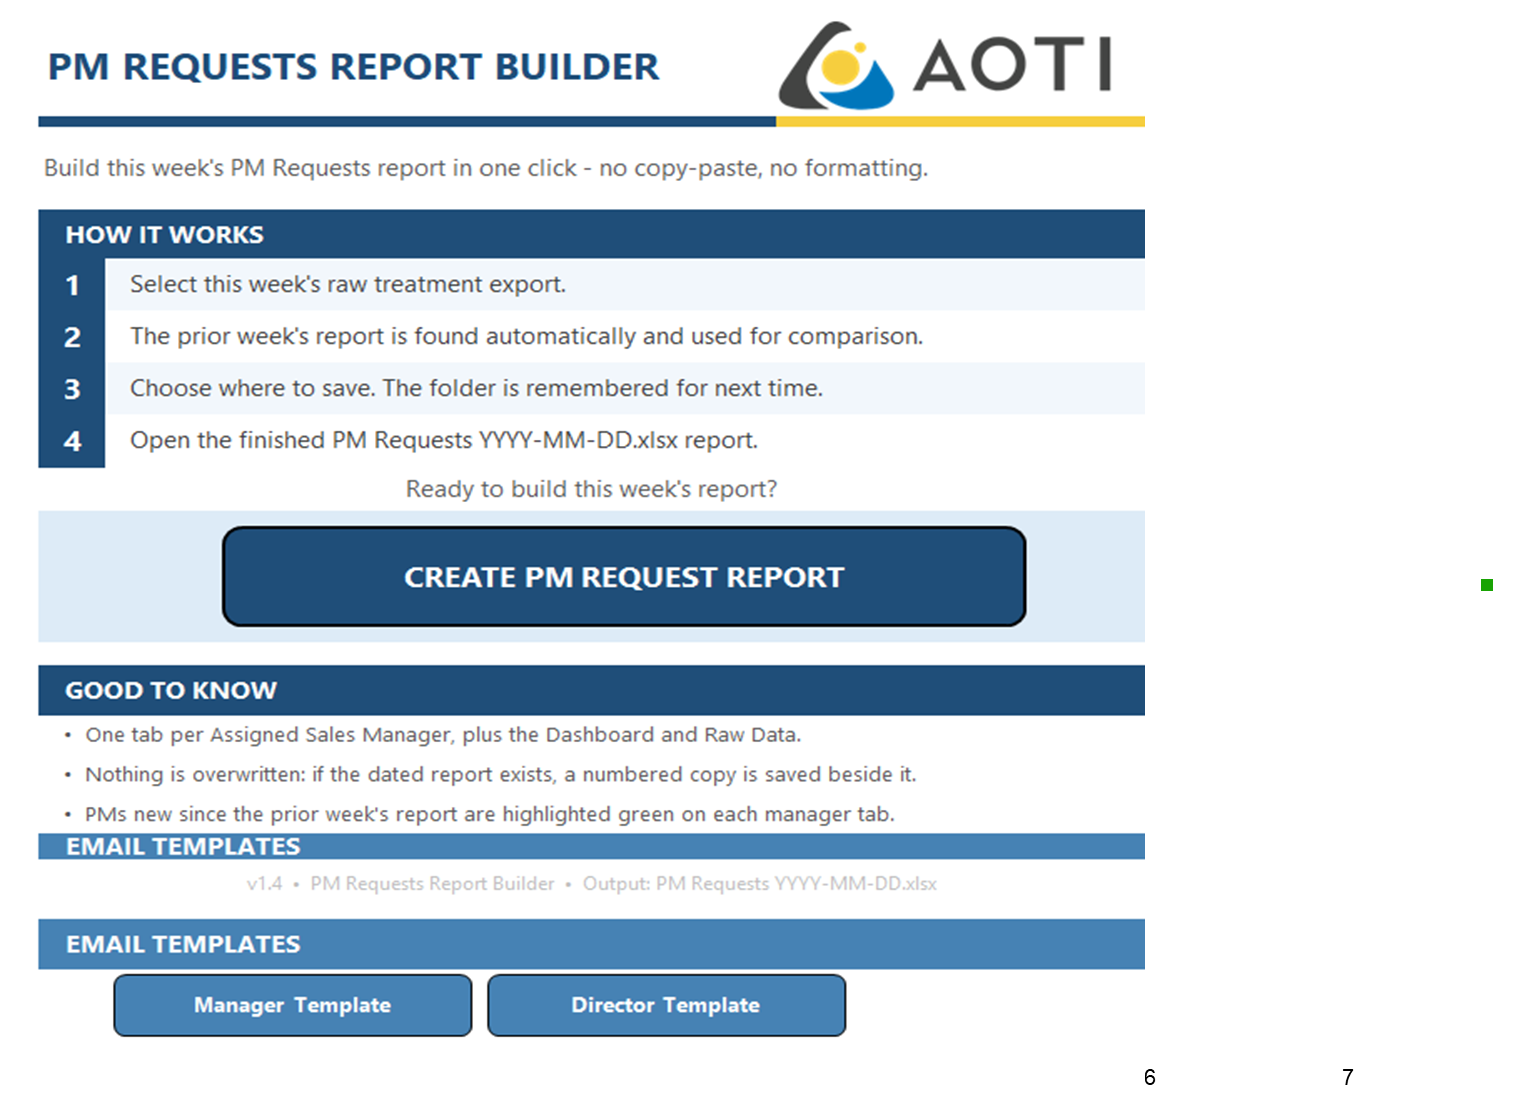 PM REQUESTS REPORT BUILDER
AOTI
Build this week's PM Requests report in one click - no copy-paste, no formatting.
HOW IT WORKS
1 Select this week's raw treatment export.
2 The prior week's report is found automatically and used for comparison.
3 Choose where to save. The folder is remembered for next time.
4 Open the finished PM Requests YYYY-MM-DD.xlsx report.
Ready to build this week's report?
CREATE PM REQUEST REPORT
GOOD TO KNOW
• One tab per Assigned Sales Manager, plus the Dashboard and Raw Data.
• Nothing is overwritten: if the dated report exists, a numbered copy is saved beside it.
• PMs new since the prior week's report are highlighted green on each manager tab.
EMAIL TEMPLATES
v1.4 • PM Requests Report Builder • Output: PM Requests YYYY-MM-DD.xlsx
EMAIL TEMPLATES
Manager Template Director Template
6 7